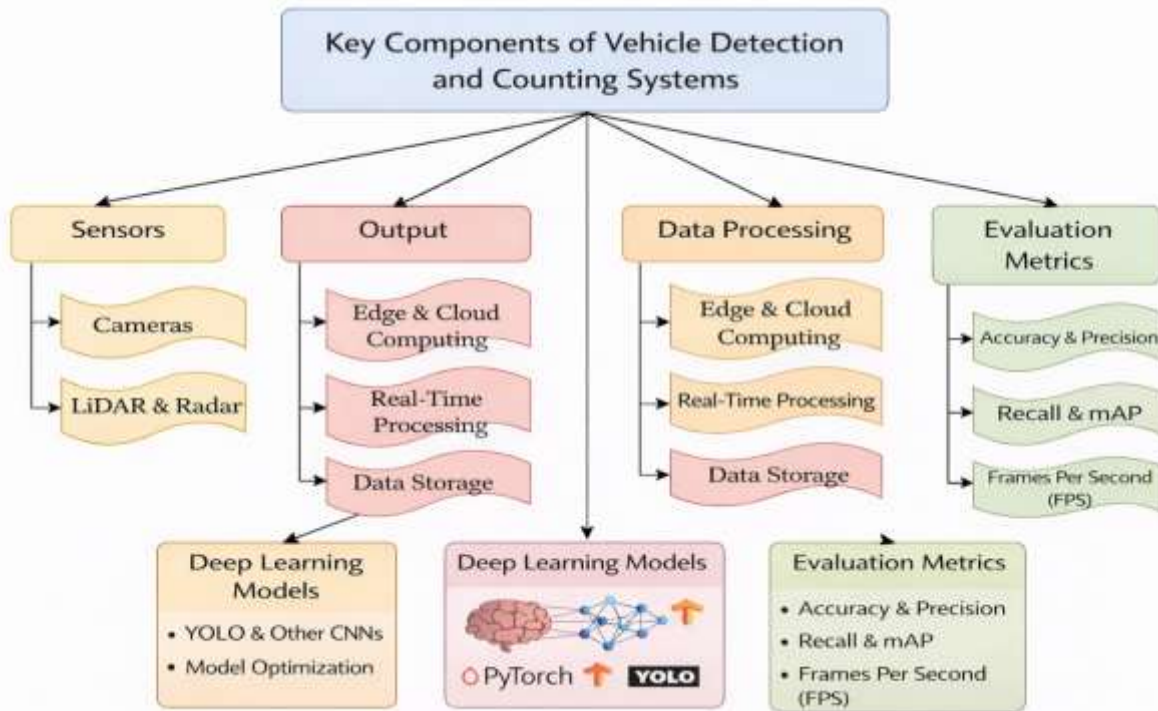 Key Components of Vehicle Detection
and Counting Systems
Sensors
Cameras
LiDAR & Radar
Output
Edge & Cloud
Computing
Real-Time
Processing
Data Storage
Data Processing
Edge & Cloud
Computing
Real-Time Processing
Data Storage
Evaluation
Metrics
Accuracy & Precision
Recall & mAP
Frames Per Second
(FPS)
Deep Learning
Models
• YOLO & Other CNNs
• Model Optimization
Deep Learning Models
PyTorch
YOLO
Evaluation Metrics
• Accuracy & Precision
• Recall & mAP
• Frames Per Second
(FPS)